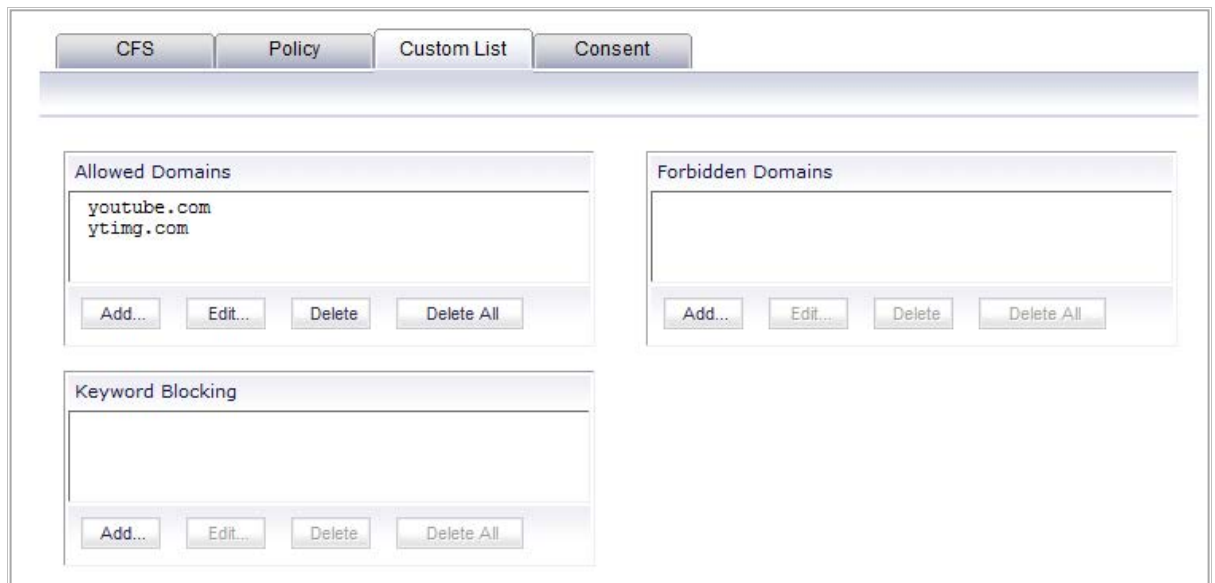 CFS Policy Custom List Consent
Allowed Domains
youtube.com
ytimg.com
Add... Edit... Delete Delete All
Forbidden Domains
Add... Edit... Delete Delete All
Keyword Blocking
Add... Edit... Delete Delete All